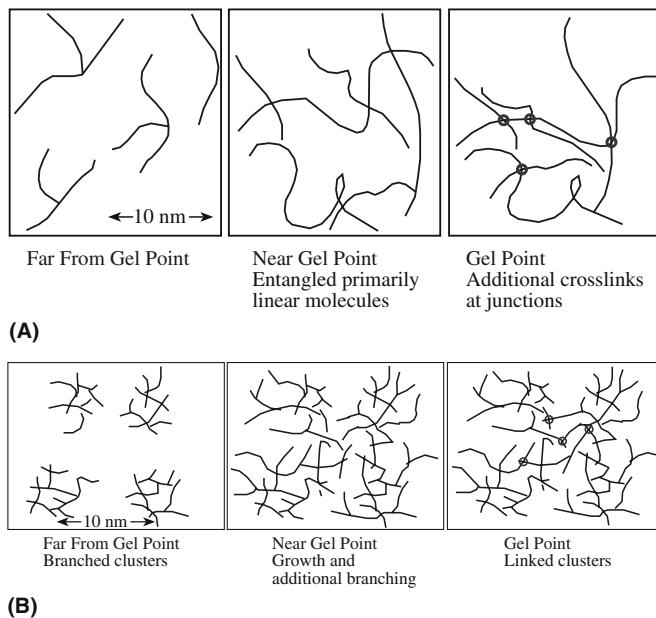 10 nm
Far From Gel Point
Near Gel Point
Entangled primarily
linear molecules
Gel Point
Additional crosslinks
at junctions
(A)
10 nm
Far From Gel Point
Branched clusters
Near Gel Point
Growth and
additional branching
Gel Point
Linked clusters
(B)